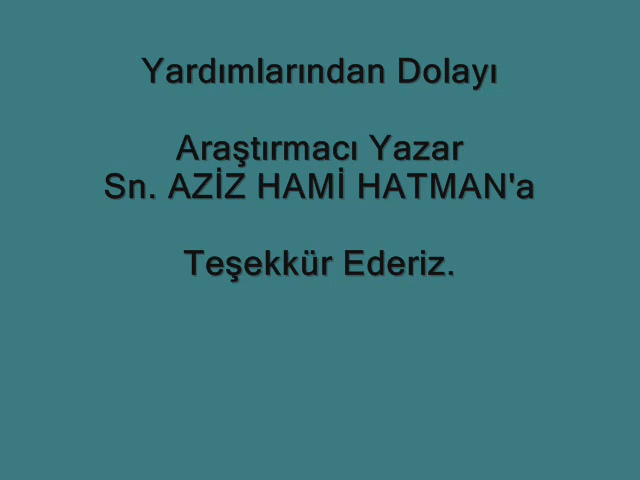 Yardımlarından Dolayı
Araştırmacı Yazar
Sn. AZİZ HAMİ HATMAN'a
Teşekkür Ederiz.